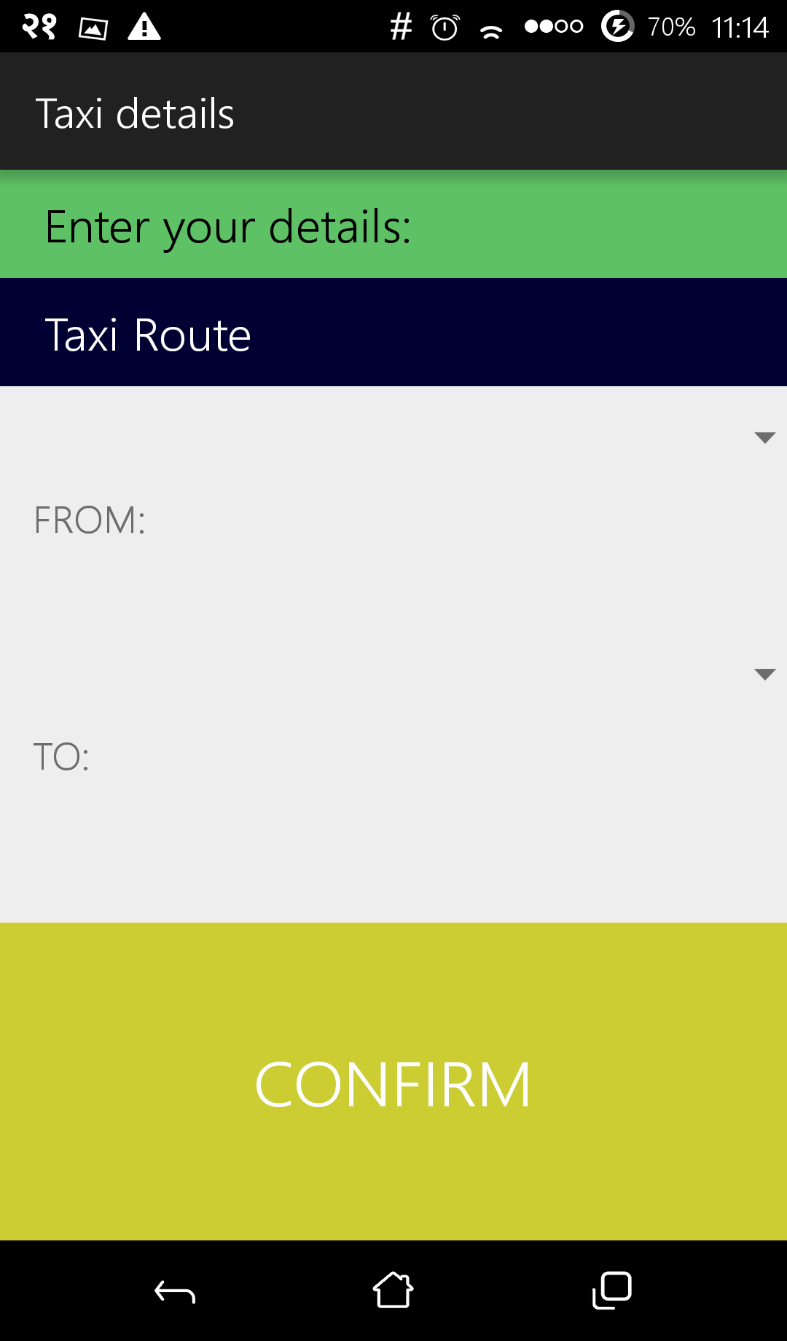 २१ # 70% 11:14
Taxi details
Enter your details:
Taxi Route
FROM:
TO:
CONFIRM